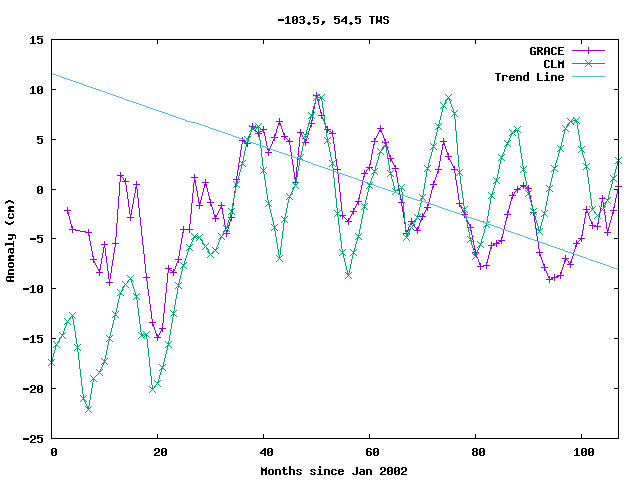 -103.5, 54.5 TWS
GRACE
CLM
Trend Line
15
10
5
0
-5
-10
-15
-20
-25
Anomaly (cm)
0 20 40 60 80 100
Months since Jan 2002